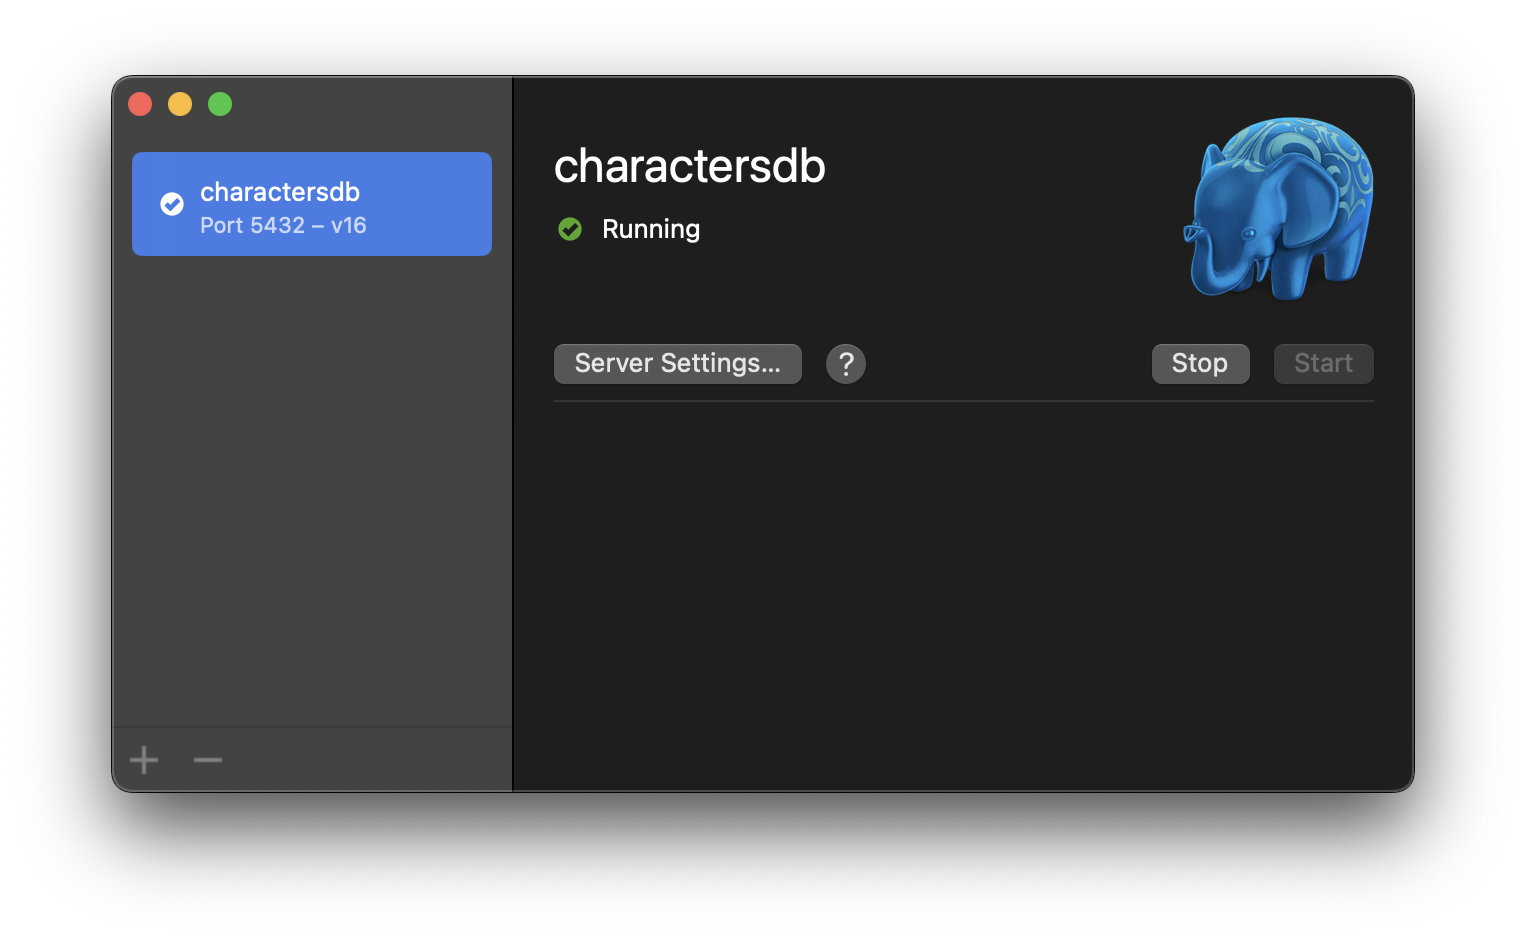 charactersdb
Port 5432 – v16
charactersdb
Running
Server Settings...
?
Stop
Start